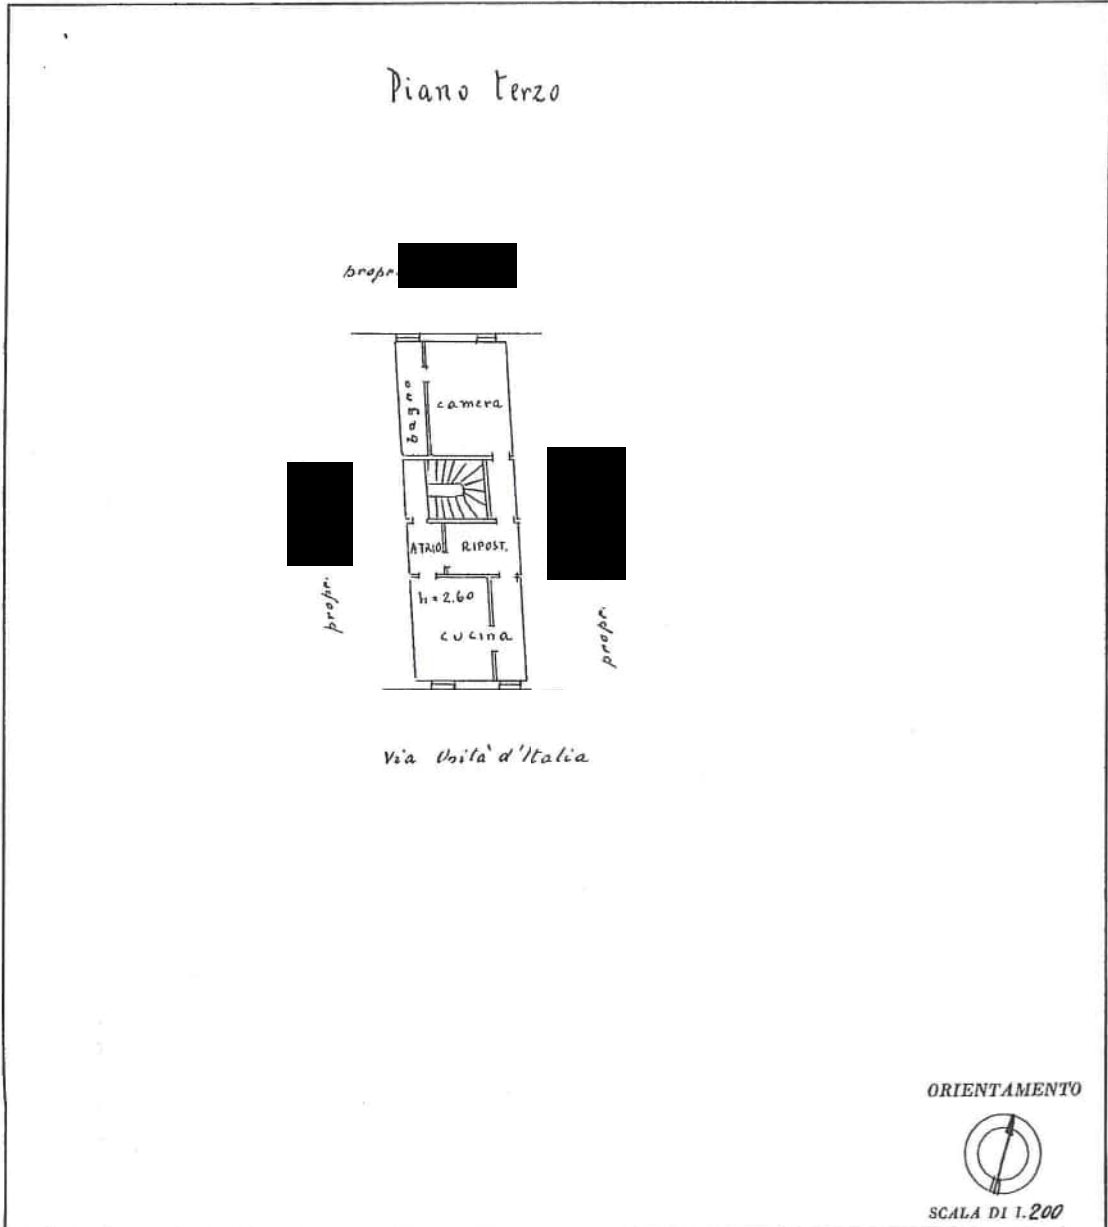 Piano terzo
propr.
bagno
camera
ATRIO RIPOST.
h = 2.60
cucina
propr.
propr.
Via Unità d'Italia
ORIENTAMENTO
SCALA DI 1.200